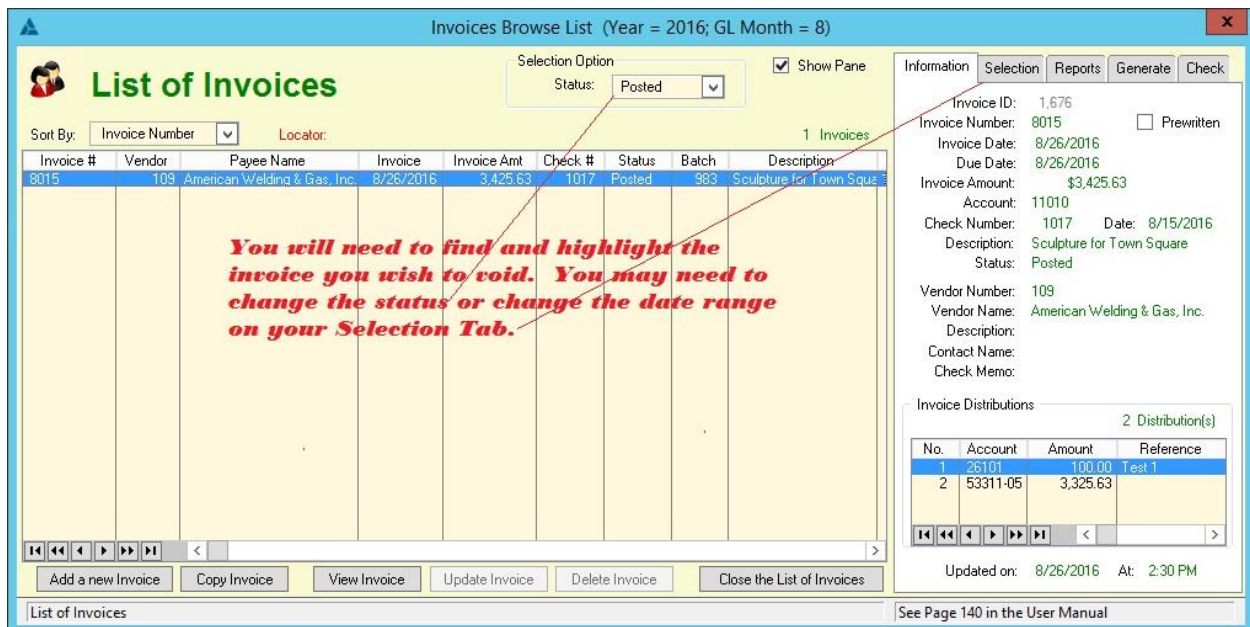 Invoices Browse List (Year = 2016; GL Month = 8)
x
List of Invoices
Selection Option
Status: Posted
Show Pane
Sort By: Invoice Number
Locator:
1 Invoices
Invoice # Vendor Payee Name Invoice Invoice Amt Check # Status Batch Description
8015 109 American Welding & Gas, Inc. 8/26/2016 3,425.63 1017 Posted 983 Sculpture for Town Squa
You will need to find and highlight the
invoice you wish to void. You may need to
change the status or change the date range
on your Selection Tab.
Add a new Invoice Copy Invoice View Invoice Update Invoice Delete Invoice Close the List of Invoices
List of Invoices
Information Selection Reports Generate Check
Invoice ID: 1,676
Invoice Number: 8015 Prewritten
Invoice Date: 8/26/2016
Due Date: 8/26/2016
Invoice Amount: $3,425.63
Account: 11010
Check Number: 1017 Date: 8/15/2016
Description: Sculpture for Town Square
Status: Posted
Vendor Number: 109
Vendor Name: American Welding & Gas, Inc.
Description:
Contact Name:
Check Memo:
Invoice Distributions
2 Distribution(s)
No. Account Amount Reference
1 26101 100.00 Test 1
2 53311-05 3,325.63
Updated on: 8/26/2016 At: 2:30 PM
See Page 140 in the User Manual